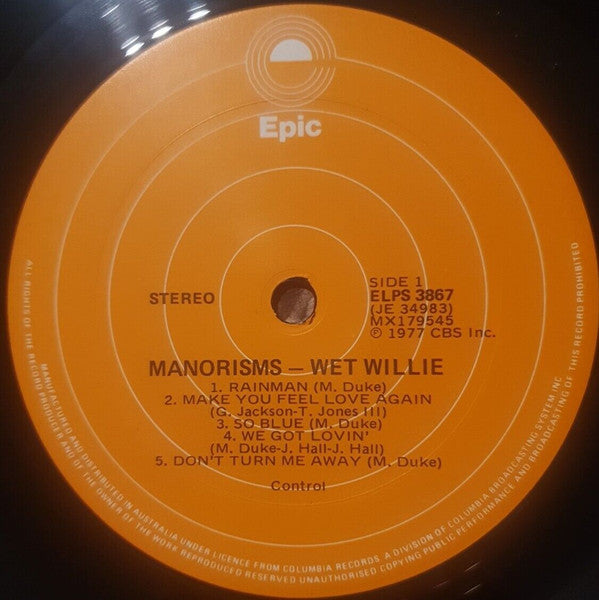 Epic
STEREO
SIDE 1
ELPS 3867
(JE 34983)
MX179545
Ⓟ 1977 CBS Inc.
MANORISMS – WET WILLIE
1. RAINMAN (M. Duke)
2. MAKE YOU FEEL LOVE AGAIN
(G. Jackson-T. Jones III)
3. SO BLUE (M. Duke)
4. WE GOT LOVIN'
(M. Duke-J. Hall-J. Hall)
5. DON'T TURN ME AWAY (M. Duke)
Control
MANUFACTURED AND DISTRIBUTED IN AUSTRALIA UNDER LICENCE FROM COLUMBIA RECORDS A DIVISION OF COLUMBIA BROADCASTING SYSTEM INC
ALL RIGHTS OF THE RECORD PRODUCER AND OF THE OWNER OF THE WORK REPRODUCED RESERVED UNAUTHORISED COPYING PUBLIC PERFORMANCE AND BROADCASTING OF THIS RECORD PROHIBITED